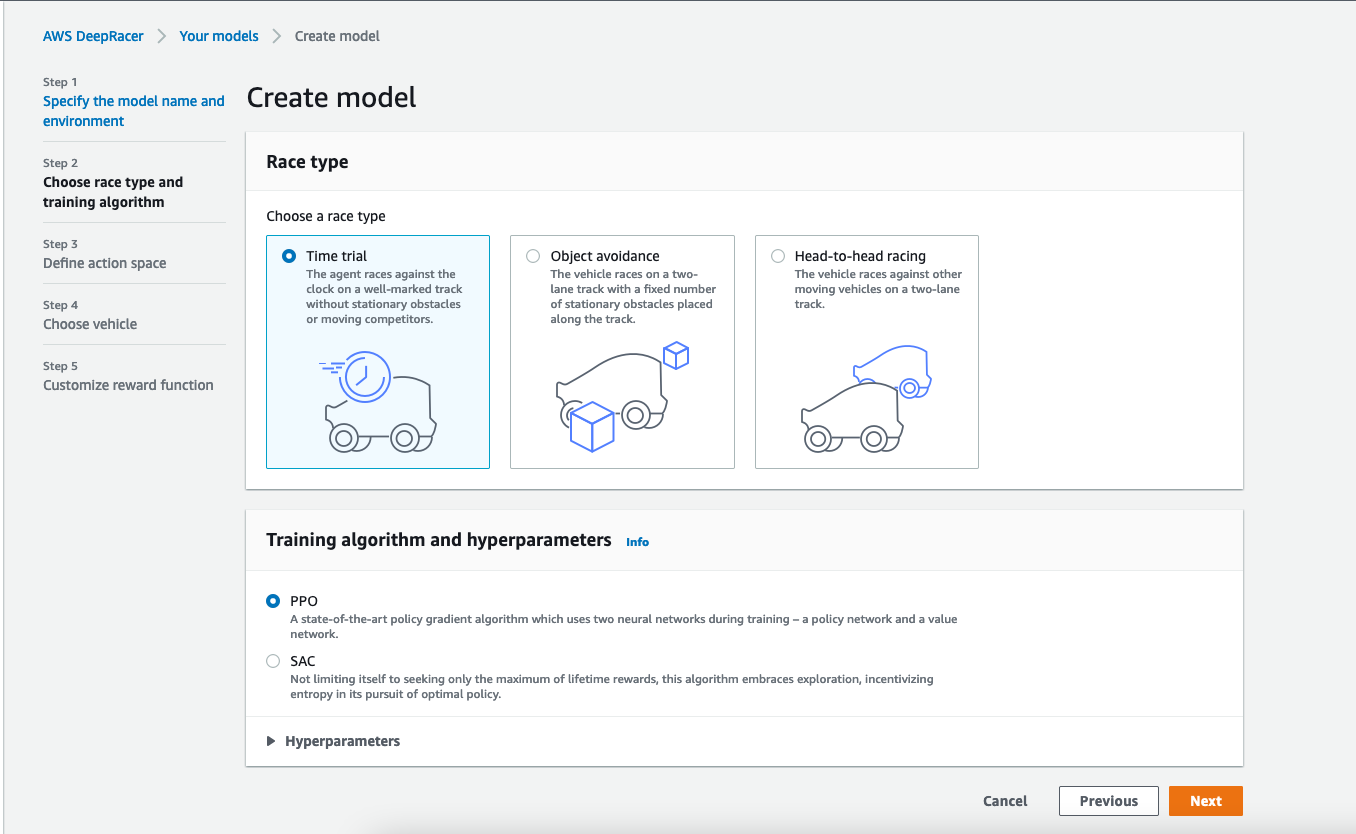 AWS DeepRacer > Your models > Create model
Step 1
Specify the model name and
environment
Step 2
Choose race type and
training algorithm
Step 3
Define action space
Step 4
Choose vehicle
Step 5
Customize reward function
Create model
Race type
Choose a race type
Time trial
The agent races against the
clock on a well-marked track
without stationary obstacles
or moving competitors.
Object avoidance
The vehicle races on a two-
lane track with a fixed number
of stationary obstacles placed
along the track.
Head-to-head racing
The vehicle races against other
moving vehicles on a two-lane
track.
Training algorithm and hyperparameters Info
PPO
A state-of-the-art policy gradient algorithm which uses two neural networks during training – a policy network and a value
network.
SAC
Not limiting itself to seeking only the maximum of lifetime rewards, this algorithm embraces exploration, incentivizing
entropy in its pursuit of optimal policy.
Hyperparameters
Cancel Previous Next